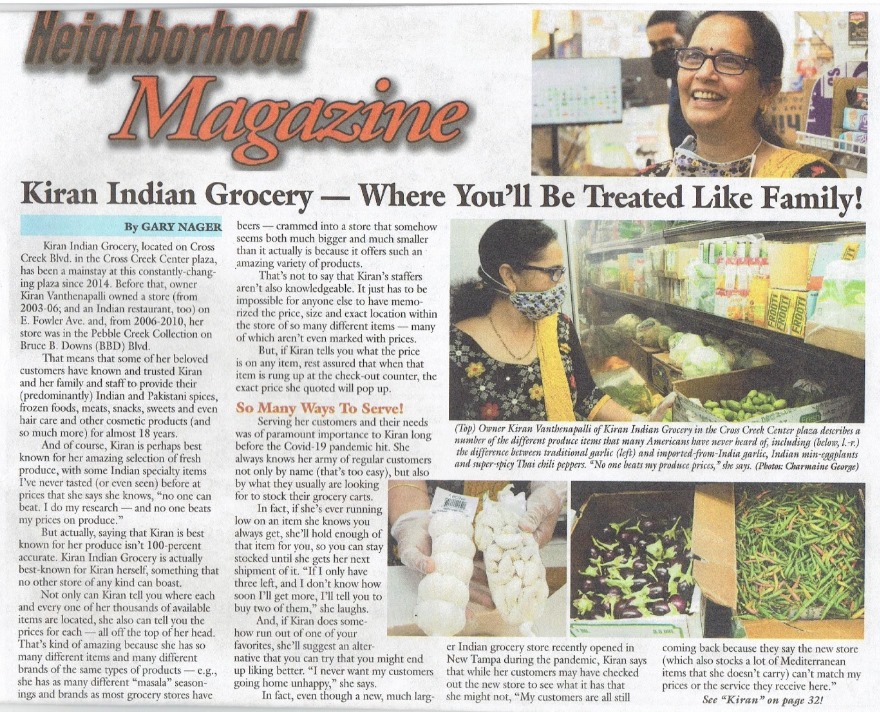 Neighborhood
Magazine
Kiran Indian Grocery — Where You'll Be Treated Like Family!
By GARY NAGER
Kiran Indian Grocery, located on Cross
Creek Blvd. in the Cross Creek Center plaza,
has been a mainstay at this constantly-chang-
ing plaza since 2014. Before that, owner
Kiran Vanthenapalli owned a store (from
2003-06; and an Indian restaurant, too) on
E. Fowler Ave. and, from 2006-2010, her
store was in the Pebble Creek Collection on
Bruce B. Downs (BBD) Blvd.
That means that some of her beloved
customers have known and trusted Kiran
and her family and staff to provide their
(predominantly) Indian and Pakistani spices,
frozen foods, meats, snacks, sweets and even
hair care and other cosmetic products (and
so much more) for almost 18 years.
And of course, Kiran is perhaps best
known for her amazing selection of fresh
produce, with some Indian specialty items
I've never tasted (or even seen) before at
prices that she says she knows, "no one can
beat. I do my research — and no one beats
my prices on produce."
But actually, saying that Kiran is best
known for her produce isn't 100-percent
accurate. Kiran Indian Grocery is actually
best-known for Kiran herself, something that
no other store of any kind can boast.
Not only can Kiran tell you where each
and every one of her thousands of available
items are located, she also can tell you the
prices for each — all off the top of her head.
That's kind of amazing because she has so
many different items and many different
brands of the same types of products — e.g.,
she has as many different "masala" season-
ings and brands as most grocery stores have
beers — crammed into a store that somehow
seems both much bigger and much smaller
than it actually is because it offers such an
amazing variety of products.
That's not to say that Kiran's staffers
aren't also knowledgeable. It just has to be
impossible for anyone else to have memo-
rized the price, size and exact location within
the store of so many different items — many
of which aren't even marked with prices.
But, if Kiran tells you what the price
is on any item, rest assured that when that
item is rung up at the check-out counter, the
exact price she quoted will pop up.
So Many Ways To Serve!
Serving her customers and their needs
was of paramount importance to Kiran long
before the Covid-19 pandemic hit. She
always knows her army of regular customers
not only by name (that's too easy), but also
by what they usually are looking
for to stock their grocery carts.
In fact, if she's ever running
low on an item she knows you
always get, she'll hold enough of
that item for you, so you can stay
stocked until she gets her next
shipment of it. "If I only have
three left, and I don't know how
soon I'll get more, I'll tell you to
buy two of them," she laughs.
And, if Kiran does some-
how run out of one of your
favorites, she'll suggest an alter-
native that you can try that you might end
up liking better. "I never want my customers
going home unhappy," she says.
In fact, even though a new, much larg-
FROOTI
FROOTI
(Top) Owner Kiran Vanthenapalli of Kiran Indian Grocery in the Cross Creek Center plaza describes a
number of the different produce items that many Americans have never heard of, including (below, l.-r.)
the difference between traditional garlic (left) and imported-from-India garlic, Indian min-eggplants
and super-spicy Thai chili peppers. "No one beats my produce prices," she says. (Photos: Charmaine George)
er Indian grocery store recently opened in
New Tampa during the pandemic, Kiran says
that while her customers may have checked
out the new store to see what it has that
she might not, "My customers are all still
coming back because they say the new store
(which also stocks a lot of Mediterranean
items that she doesn't carry) can't match my
prices or the service they receive here."
See "Kiran" on page 32!